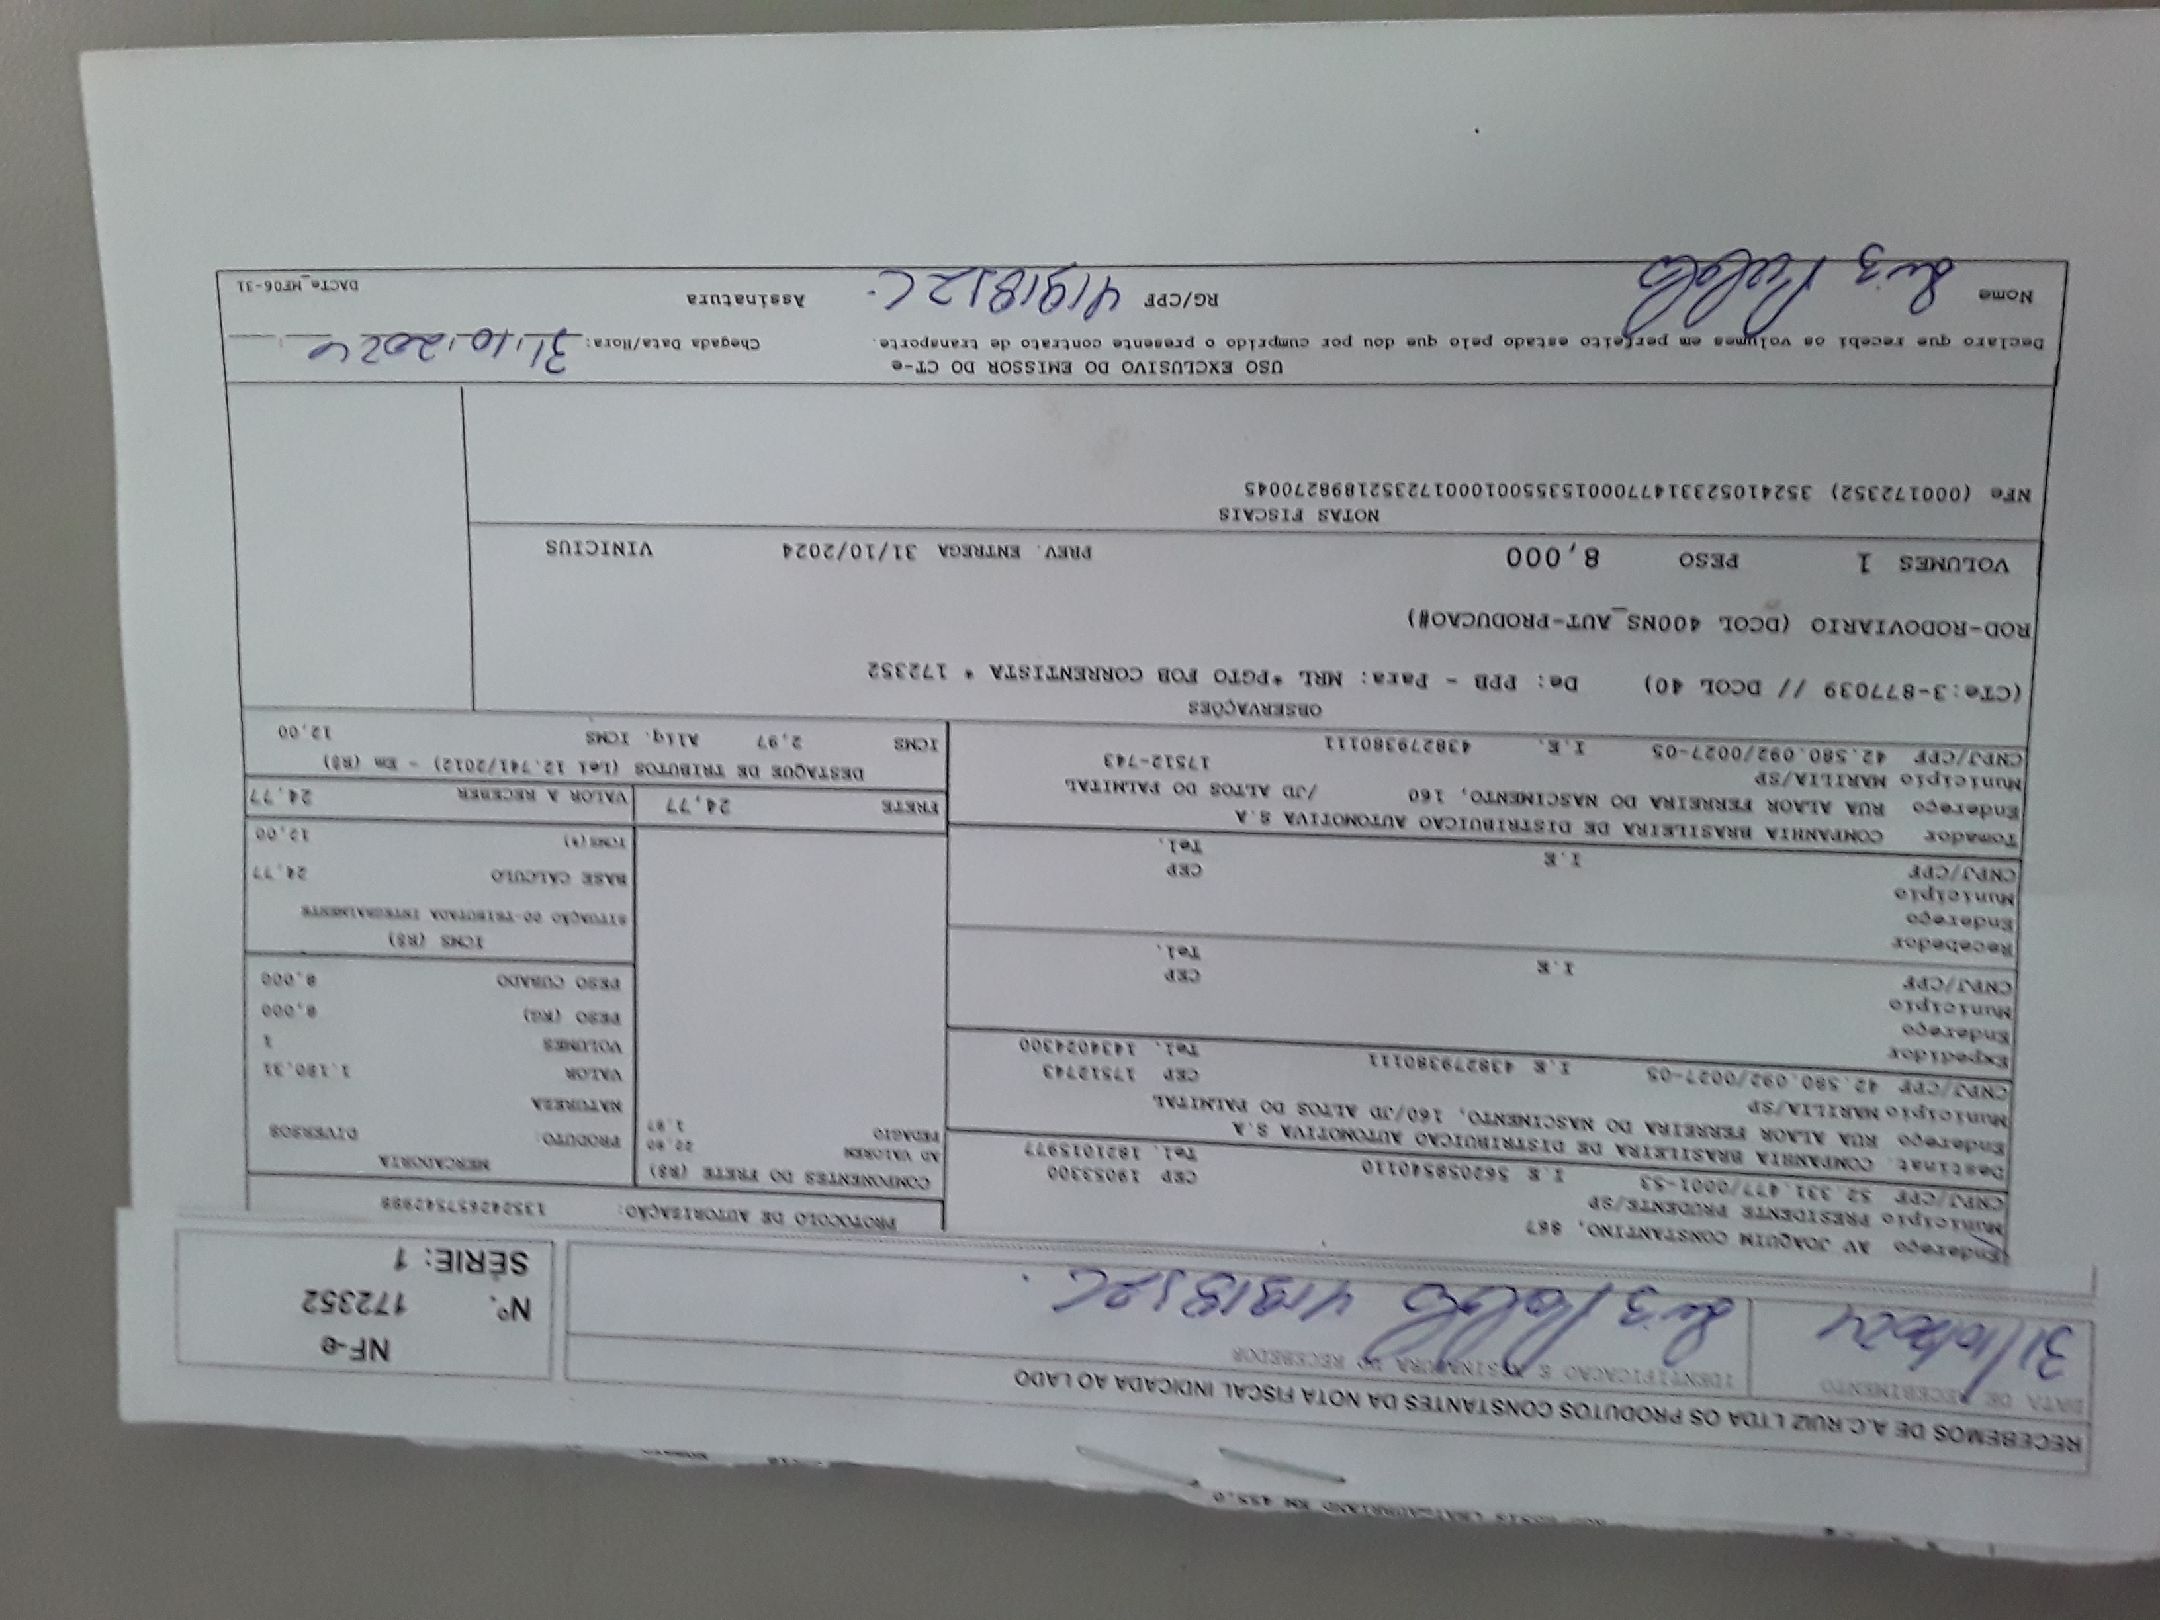 RECEBEMOS DE A.C.RUIZ LTDA OS PRODUTOS CONSTANTES DA NOTA FISCAL INDICADA AO LADO
DATA DE RECEBIMENTO
IDENTIFICACAO E ASSINATURA DO RECEBEDOR
31/10/2024
Luiz
NF-e
Nº. 172352
SÉRIE: 1
Endereço AV JOAQUIM CONSTANTINO, 867
Município PRESIDENTE PRUDENTE/SP CEP 19053300
CNPJ/CPF 52.331.477/0001-53 I.E 562058540110 Tel. 1821015977
Destinat. COMPANHIA BRASILEIRA DE DISTRIBUICAO AUTOMOTIVA S.A
Endereço RUA ALAOR FERREIRA DO NASCIMENTO, 160/JD ALTOS DO PALMITAL
Município MARILIA/SP CEP 17512743
CNPJ/CPF 42.580.092/0027-05 I.E 438279380111 Tel. 1434024300
Expedidor
Endereço
Município CEP
CNPJ/CPF I.E Tel.
Recebedor
Endereço
Município CEP
CNPJ/CPF I.E Tel.
Tomador COMPANHIA BRASILEIRA DE DISTRIBUICAO AUTOMOTIVA S.A
Endereço RUA ALAOR FERREIRA DO NASCIMENTO, 160 /JD ALTOS DO PALMITAL
Município MARILIA/SP 17512-743
CNPJ/CPF 42.580.092/0027-05 I.E. 438279380111
PROTOCOLO DE AUTORIZAÇÃO: 135242657542988
COMPONENTES DO FRETE (R$)
AD VALOREM 22,90
PEDAGIO 1,87
FRETE 24,77
MERCADORIA
PRODUTO: DIVERSOS
NATUREZA
VALOR 1.180,31
VOLUMES 1
PESO (KG) 8,000
PESO CUBADO 8,000
ICMS (R$)
SITUAÇÃO 00-TRIBUTADA INTEGRALMENTE
BASE CÁLCULO 24,77
ICMS(%) 12,00
VALOR A RECEBER 24,77
DESTAQUE DE TRIBUTOS (Lei 12.741/2012) - Em (R$)
ICMS 2,97 Aliq. ICMS 12,00
OBSERVAÇÕES
(CTe:3-877039 // DCOL 40) De: PPB - Para: MRL *PGTO FOB CORRENTISTA * 172352
ROD-RODOVIARIO (DCOL 400NS_AUT-PRODUCAO#)
VOLUMES 1 PESO 8,000 PREV. ENTREGA 31/10/2024 VINICIUS
NOTAS FISCAIS
NFe (000172352) 35241052331477000153550010001723521898270045
USO EXCLUSIVO DO EMISSOR DO CT-e
Declaro que recebi os volumes em perfeito estado pelo que dou por cumprido o presente contrato de transporte. Chegada Data/Hora: 31.10.2024
Nome Luiz RG/CPF Assinatura
DACTe_MF06-31